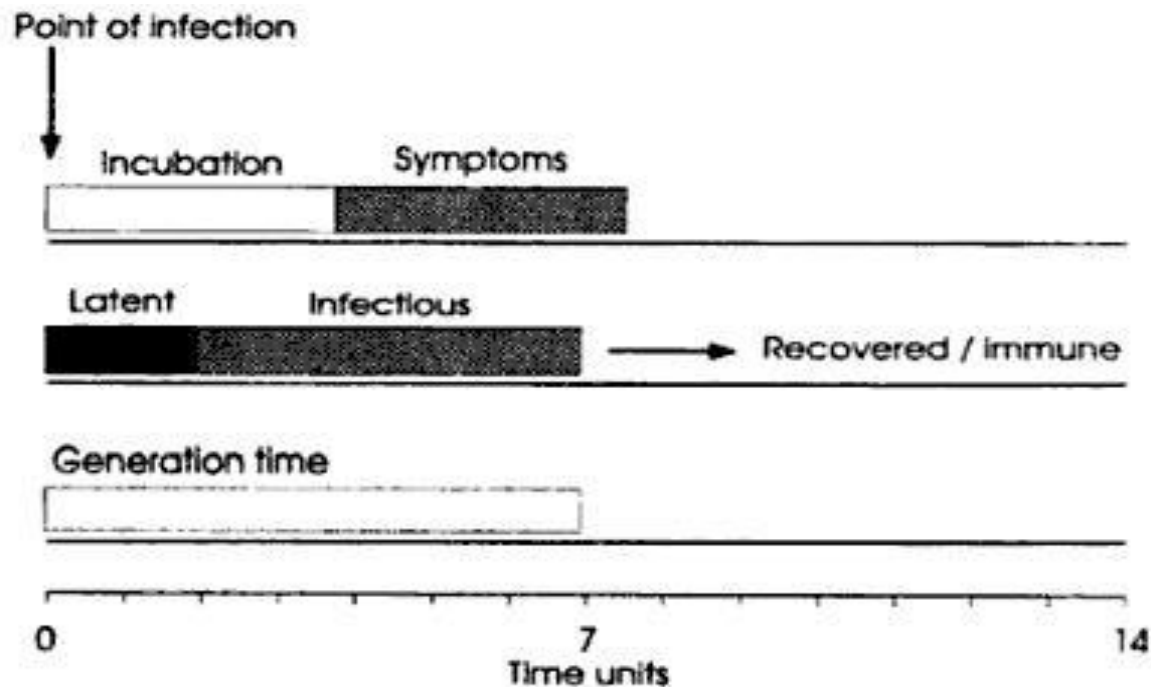 Point of infection
Incubation Symptoms
Latent Infectious
Recovered / immune
Generation time
0 7 14
Time units